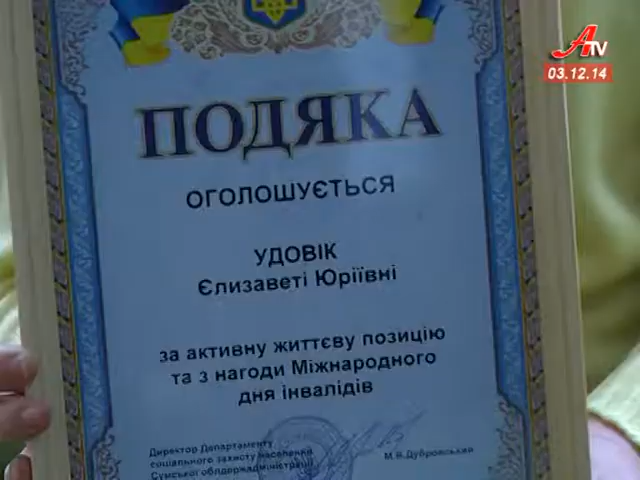 ATV
03.12.14
ПОДЯКА
ОГОЛОШУЄТЬСЯ
УДОВІК
Єлизаветі Юріївні
за активну життєву позицію
та з нагоди Міжнародного
дня інвалідів
Директор Департаменту
соціального захисту населення
Сумської облдержадміністрації
М.В.Дубровський